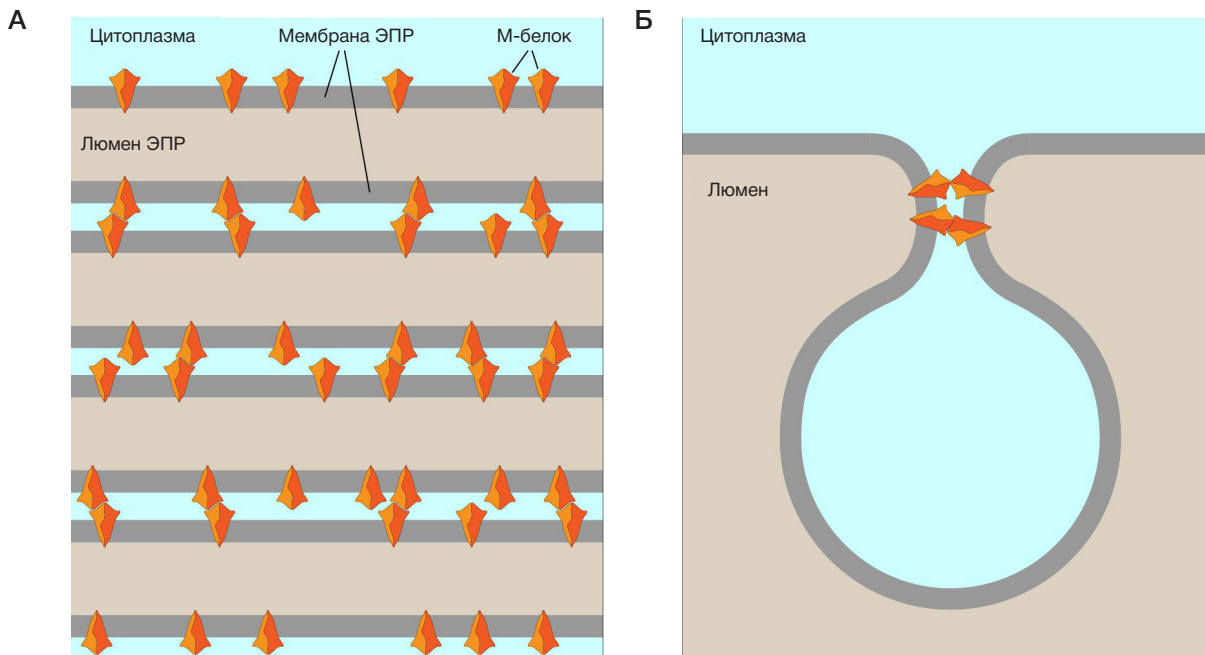 А
Цитоплазма
Мембрана ЭПР
М-белок
Люмен ЭПР
Б
Цитоплазма
Люмен